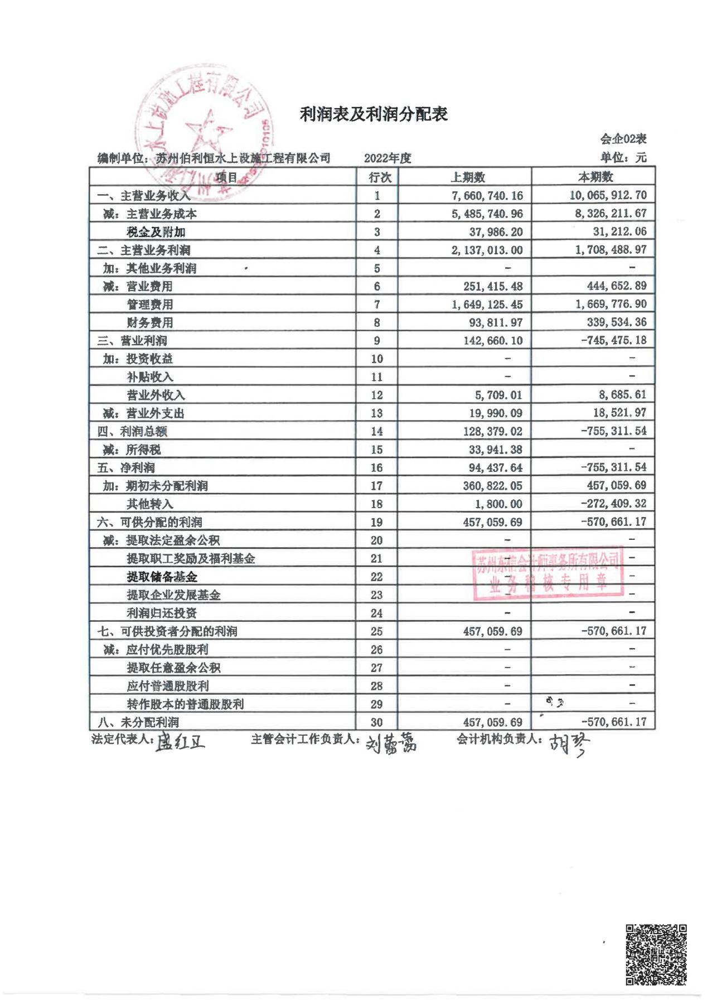 利润表及利润分配表
会企02表
编制单位：苏州伯利恒水上设施工程有限公司 2022年度 单位：元
项目 行次 上期数 本期数
一、主营业务收入 1 7,660,740.16 10,065,912.70
减：主营业务成本 2 5,485,740.96 8,326,211.67
税金及附加 3 37,986.20 31,212.06
二、主营业务利润 4 2,137,013.00 1,708,488.97
加：其他业务利润 5 - -
减：营业费用 6 251,415.48 444,652.89
管理费用 7 1,649,125.45 1,669,776.90
财务费用 8 93,811.97 339,534.36
三、营业利润 9 142,660.10 -745,475.18
加：投资收益 10 - -
补贴收入 11 - -
营业外收入 12 5,709.01 8,685.61
减：营业外支出 13 19,990.09 18,521.97
四、利润总额 14 128,379.02 -755,311.54
减：所得税 15 33,941.38 -
五、净利润 16 94,437.64 -755,311.54
加：期初未分配利润 17 360,822.05 457,059.69
其他转入 18 1,800.00 -272,409.32
六、可供分配的利润 19 457,059.69 -570,661.17
减：提取法定盈余公积 20 - -
提取职工奖励及福利基金 21 - -
提取储备基金 22 - -
提取企业发展基金 23 - -
利润归还投资 24 - -
七、可供投资者分配的利润 25 457,059.69 -570,661.17
减：应付优先股股利 26 - -
提取任意盈余公积 27 - -
应付普通股股利 28 - -
转作股本的普通股股利 29 - -
八、未分配利润 30 457,059.69 -570,661.17
法定代表人：盛红卫 主管会计工作负责人：刘萬萬 会计机构负责人：胡琴
水上设施工程有限公司
苏州东信会计师事务所有限公司
业务稽核专用章